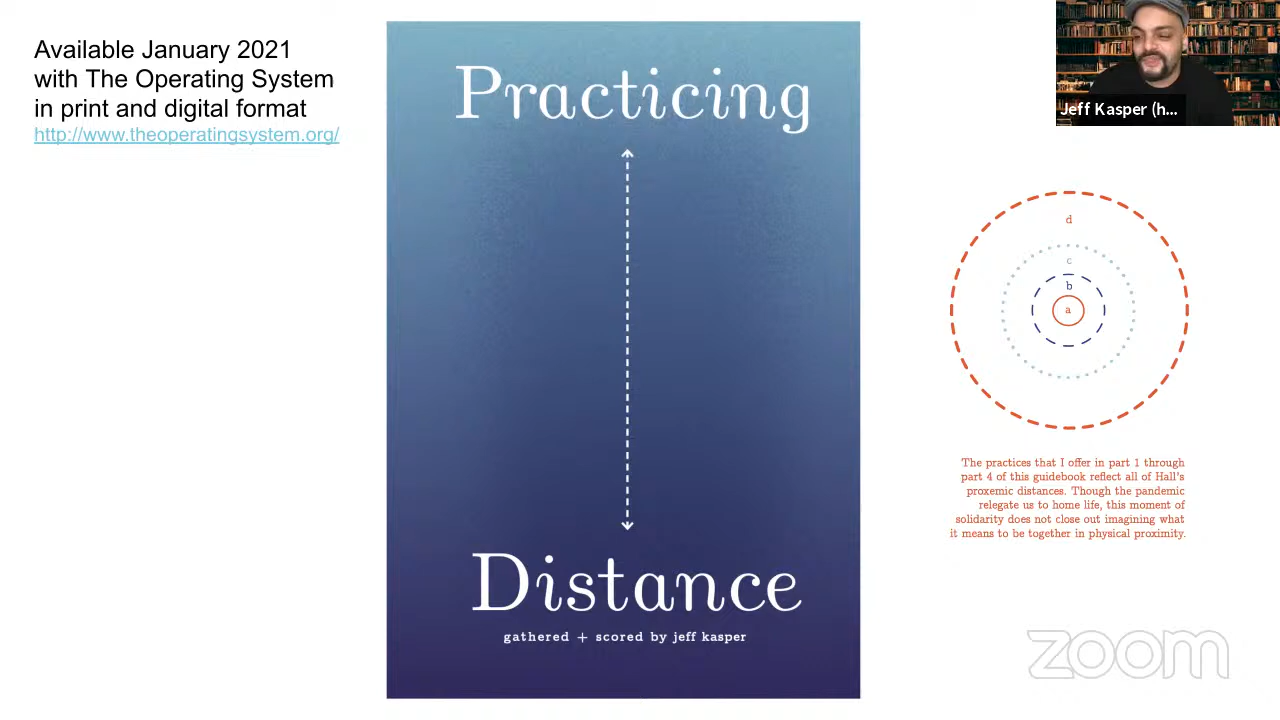 Available January 2021
with The Operating System
in print and digital format
http://www.theoperatingsystem.org/
Practicing
Distance
gathered + scored by jeff kasper
Jeff Kasper (h...
d
c
b
a
The practices that I offer in part 1 through
part 4 of this guidebook reflect all of Hall's
proxemic distances. Though the pandemic
relegate us to home life, this moment of
solidarity does not close out imagining what
it means to be together in physical proximity.
zoom